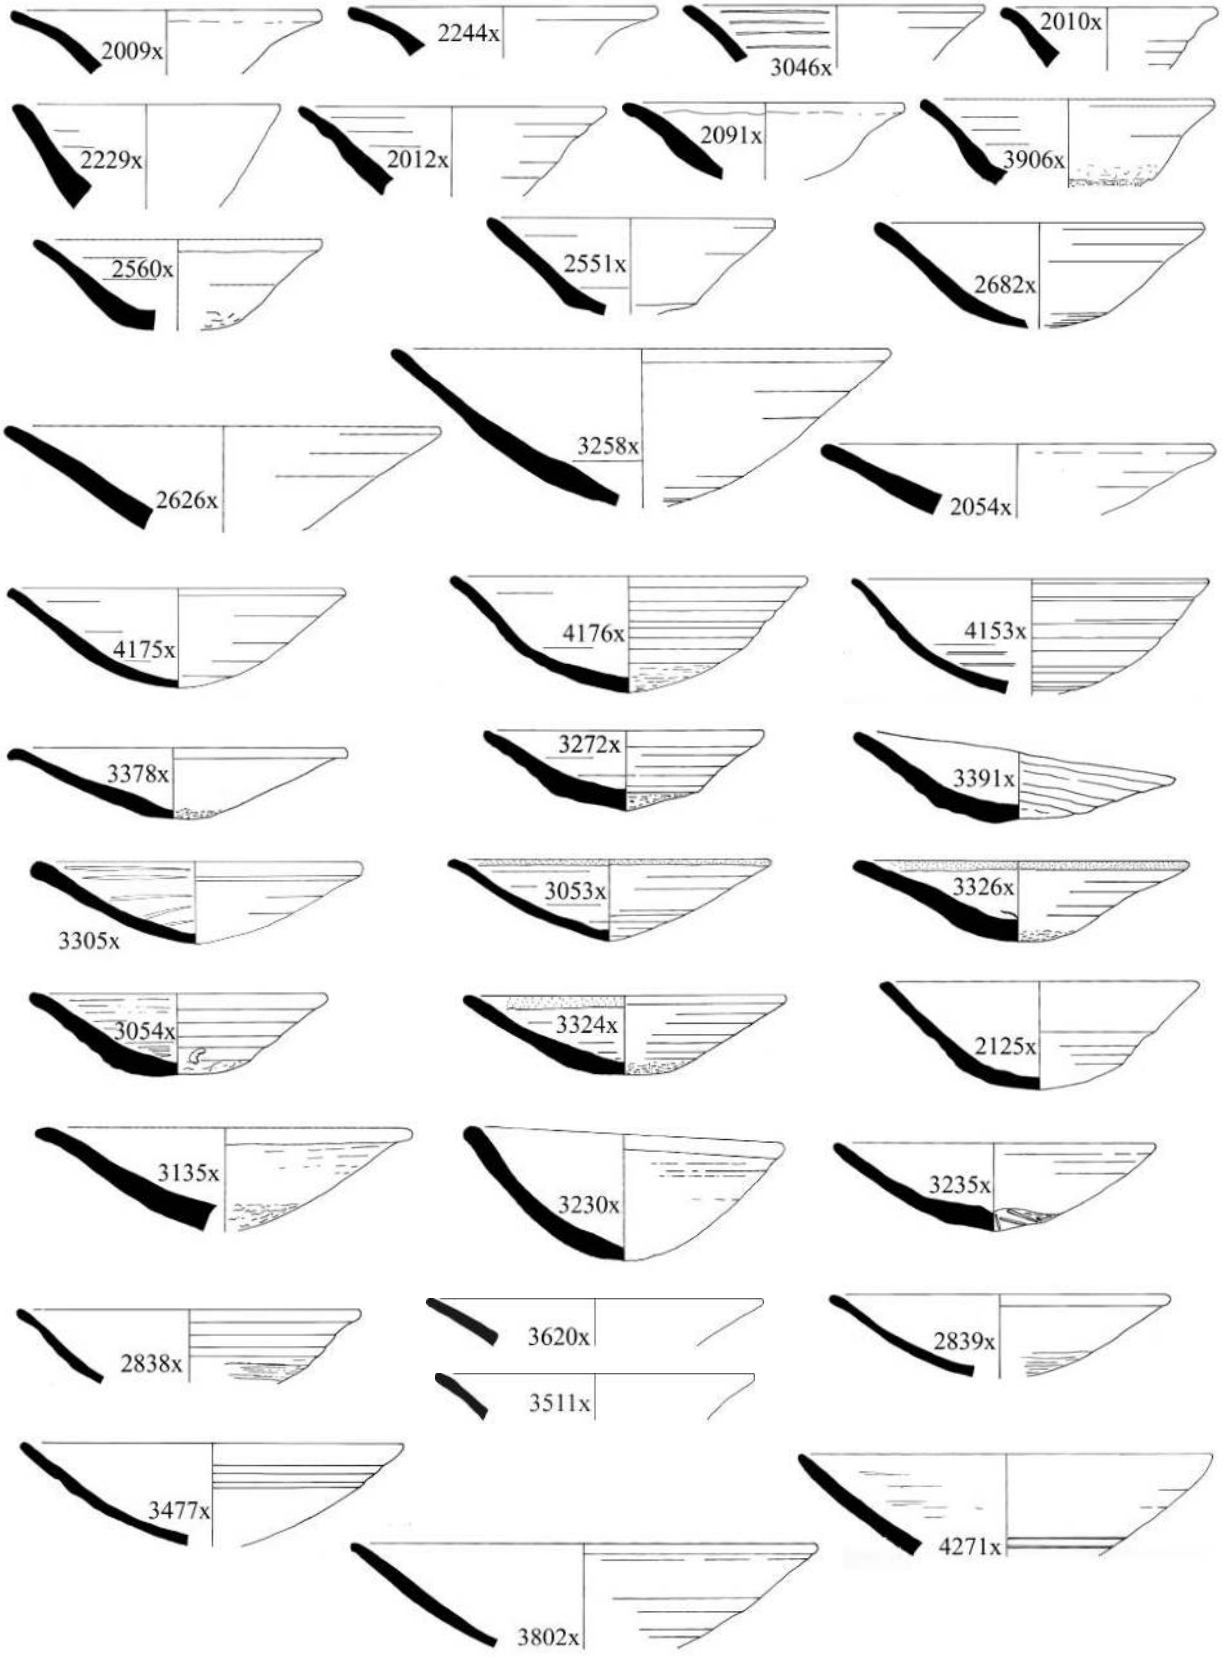 2009x 2244x 3046x 2010x
2229x 2012x 2091x 3906x
2560x 2551x 2682x
3258x
2626x 2054x
4175x 4176x 4153x
3378x 3272x 3391x
3305x 3053x 3326x
3054x 3324x 2125x
3135x 3230x 3235x
2838x 3620x 2839x
3511x
3477x 4271x
3802x